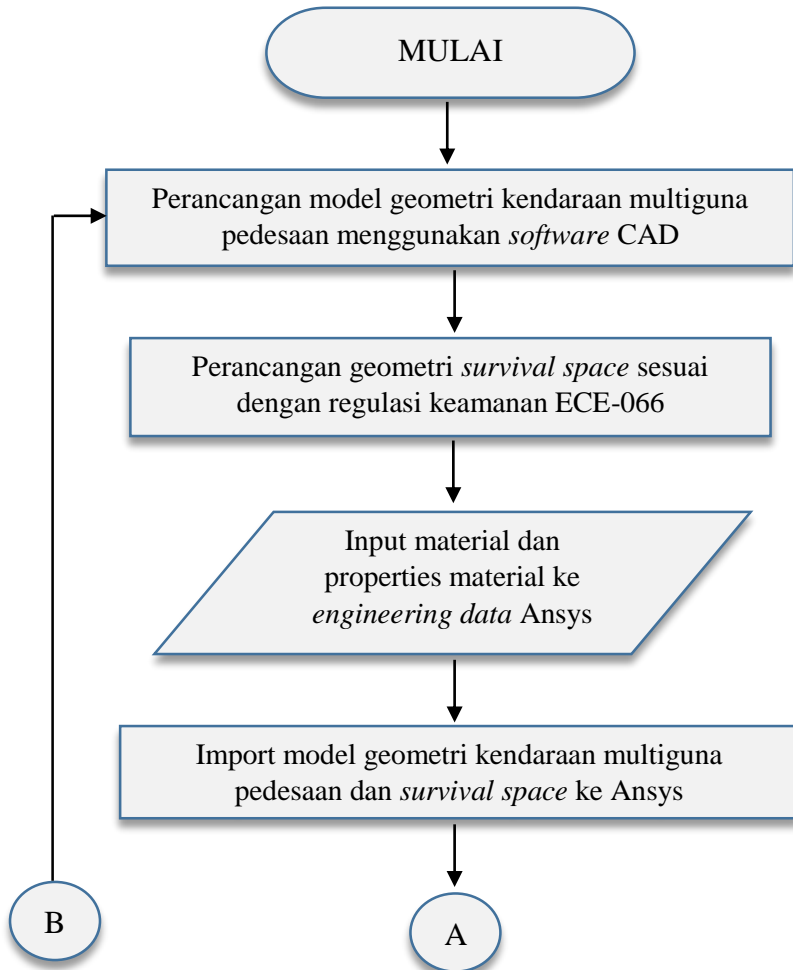 MULAI
Perancangan model geometri kendaraan multiguna
pedesaan menggunakan software CAD
Perancangan geometri survival space sesuai
dengan regulasi keamanan ECE-066
Input material dan
properties material ke
engineering data Ansys
Import model geometri kendaraan multiguna
pedesaan dan survival space ke Ansys
B
A